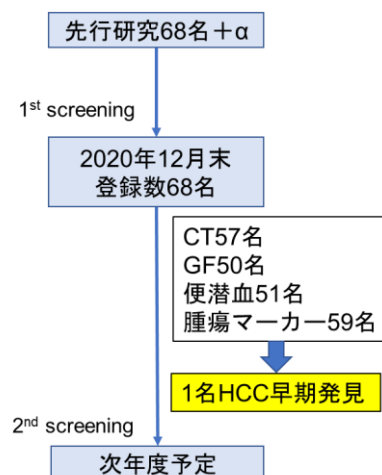 先行研究68名＋α
1st screening
2020年12月末
登録数68名
CT57名
GF50名
便潜血51名
腫瘍マーカー59名
1名HCC早期発見
2nd screening
次年度予定